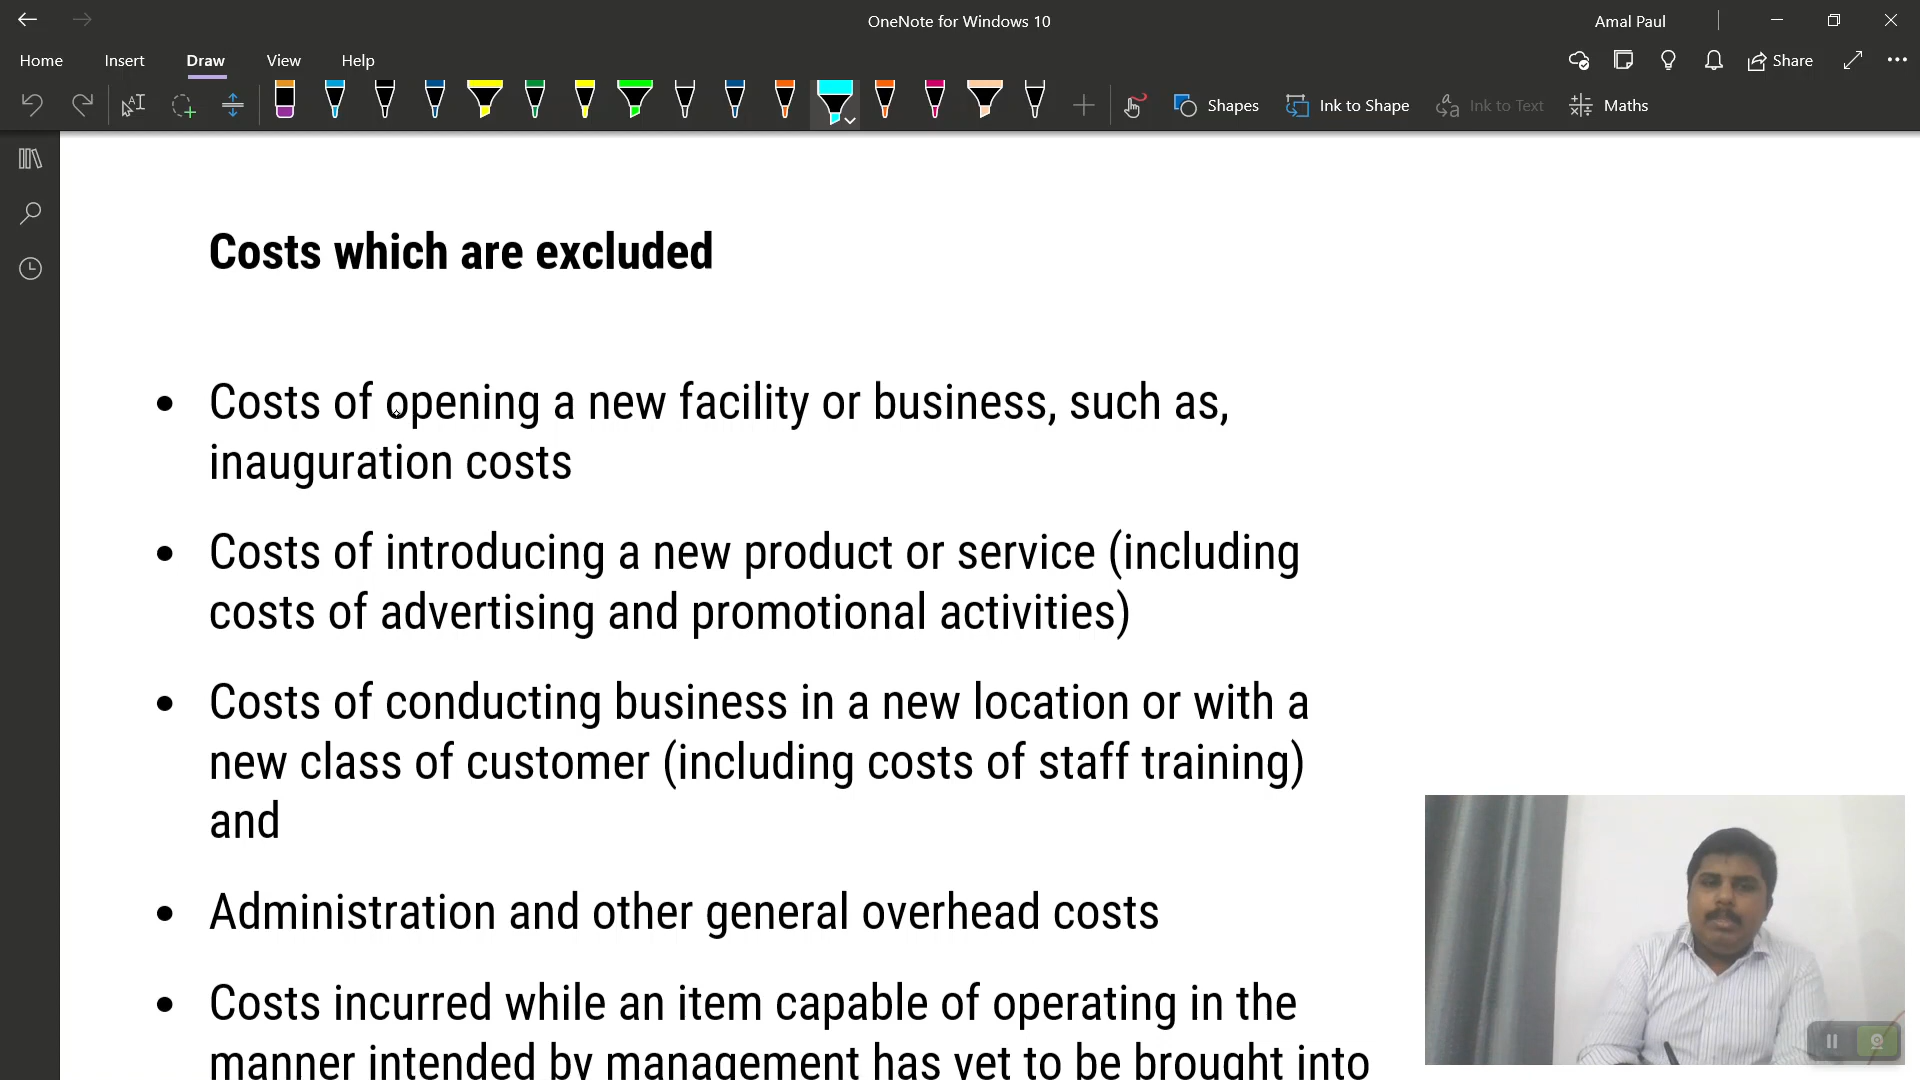 OneNote for Windows 10
Amal Paul
Home Insert Draw View Help
Share
Shapes Ink to Shape Ink to Text Maths
Costs which are excluded
• Costs of opening a new facility or business, such as,
inauguration costs
• Costs of introducing a new product or service (including
costs of advertising and promotional activities)
• Costs of conducting business in a new location or with a
new class of customer (including costs of staff training)
and
• Administration and other general overhead costs
• Costs incurred while an item capable of operating in the
manner intended by management has yet to be brought into